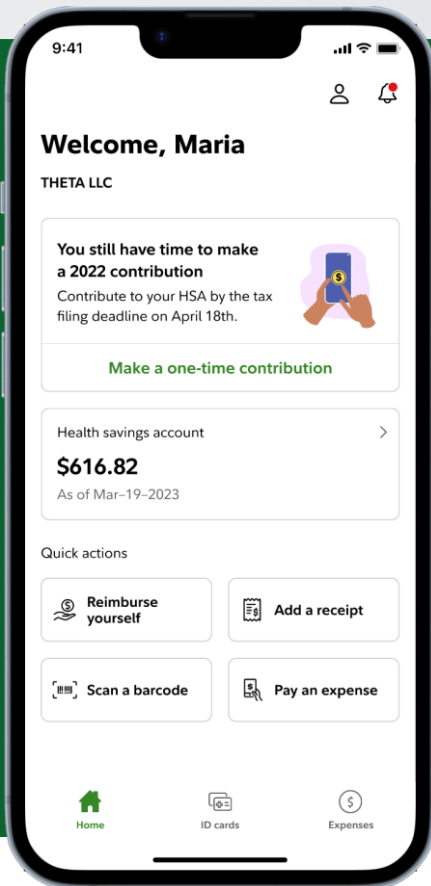 9:41
Welcome, Maria
THETA LLC
You still have time to make
a 2022 contribution
Contribute to your HSA by the tax
filing deadline on April 18th.
$
Make a one-time contribution
Health savings account
$616.82
As of Mar–19–2023
Quick actions
Reimburse
yourself
Add a receipt
Scan a barcode
Pay an expense
Home
ID cards
Expenses